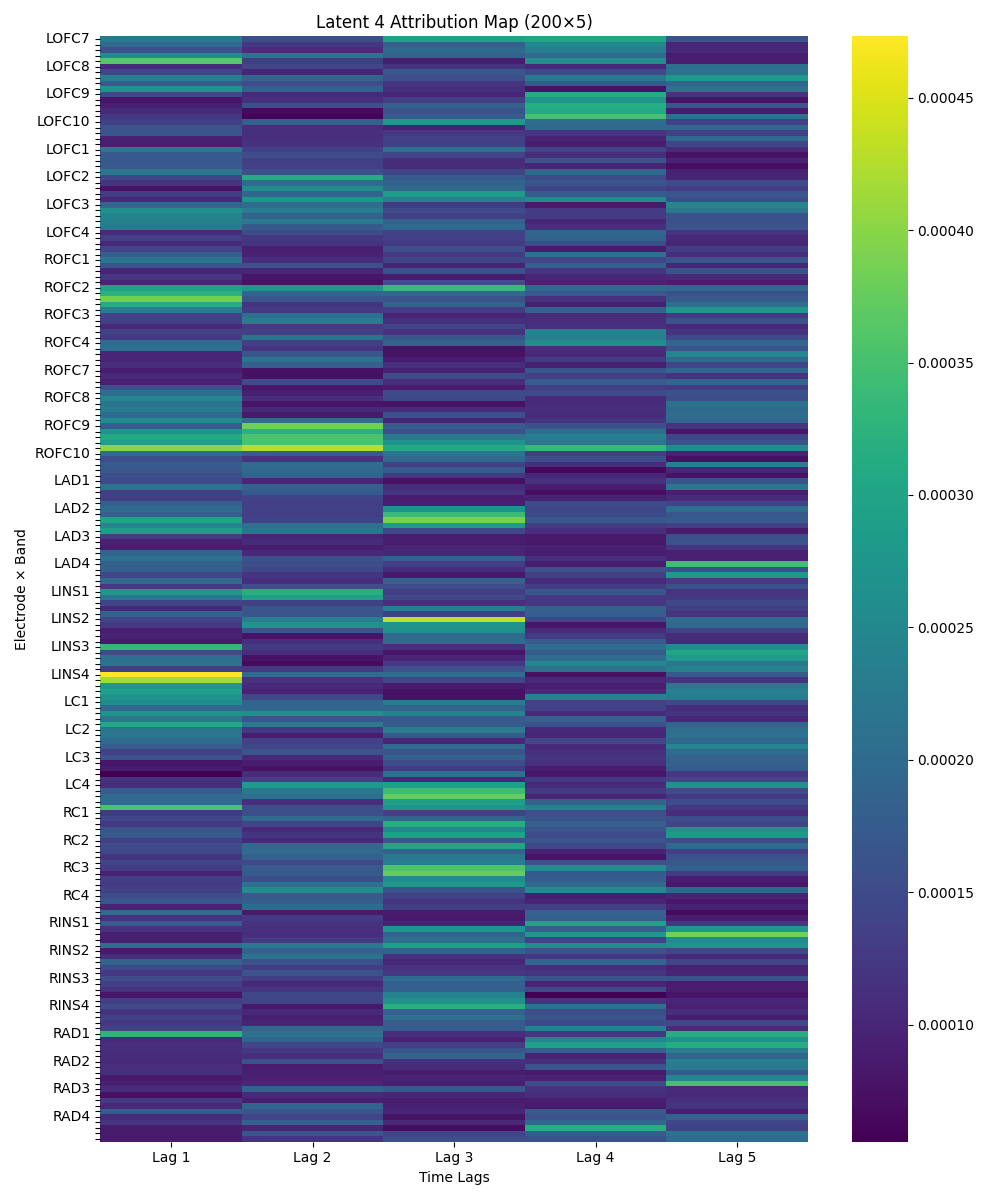 Latent 4 Attribution Map (200×5)
LOFC7
LOFC8
LOFC9
LOFC10
LOFC1
LOFC2
LOFC3
LOFC4
ROFC1
ROFC2
ROFC3
ROFC4
ROFC7
ROFC8
ROFC9
ROFC10
LAD1
LAD2
LAD3
LAD4
LINS1
LINS2
LINS3
LINS4
LC1
LC2
LC3
LC4
RC1
RC2
RC3
RC4
RINS1
RINS2
RINS3
RINS4
RAD1
RAD2
RAD3
RAD4
Electrode × Band
Lag 1 Lag 2 Lag 3 Lag 4 Lag 5
Time Lags
0.00045
0.00040
0.00035
0.00030
0.00025
0.00020
0.00015
0.00010